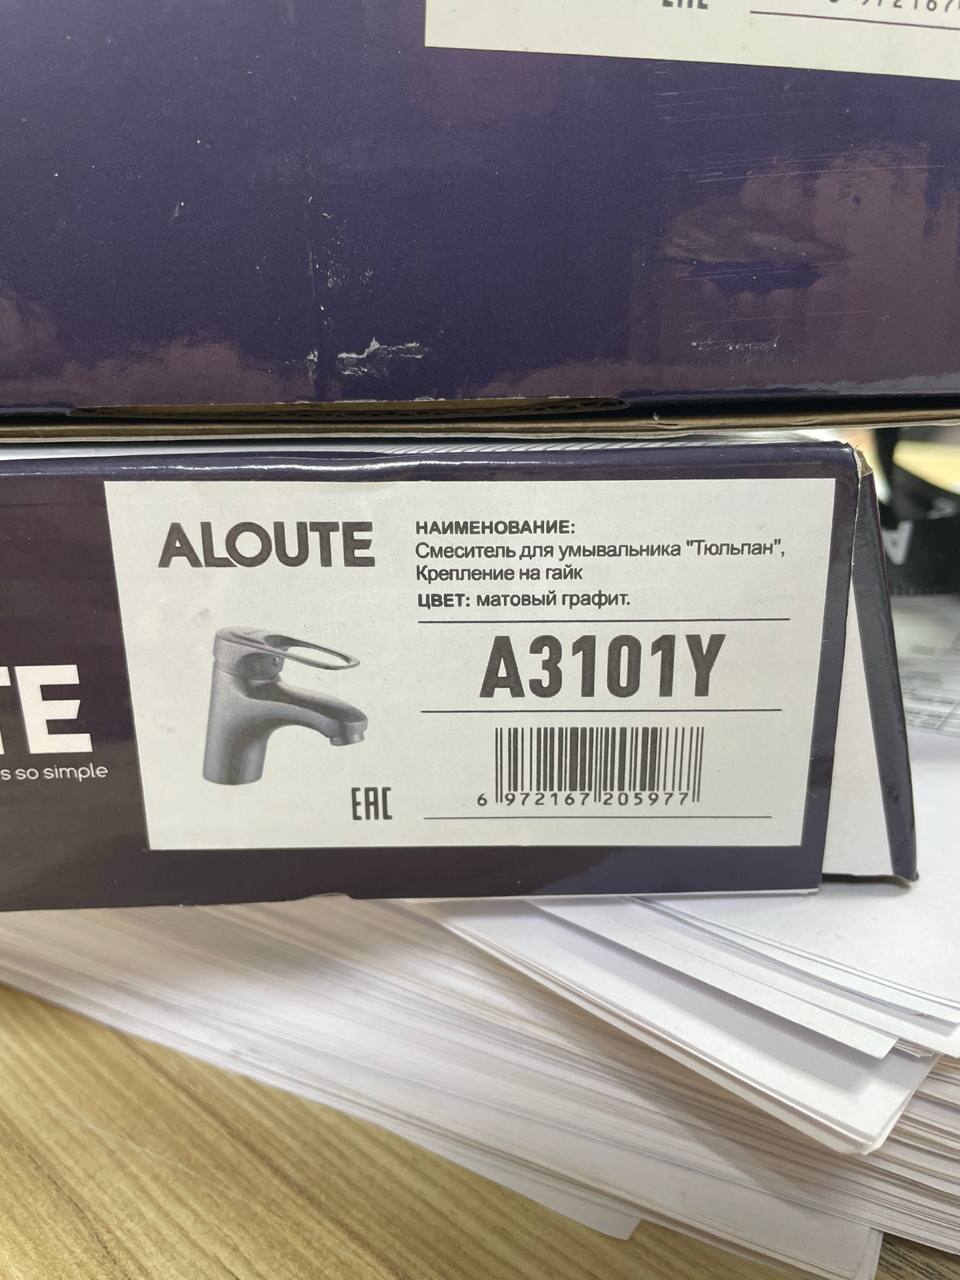 ALOUTE
НАИМЕНОВАНИЕ:
Смеситель для умывальника "Тюльпан",
Крепление на гайк
ЦВЕТ: матовый графит.
A3101Y
6 972167 205977
EAC
TE
s so simple